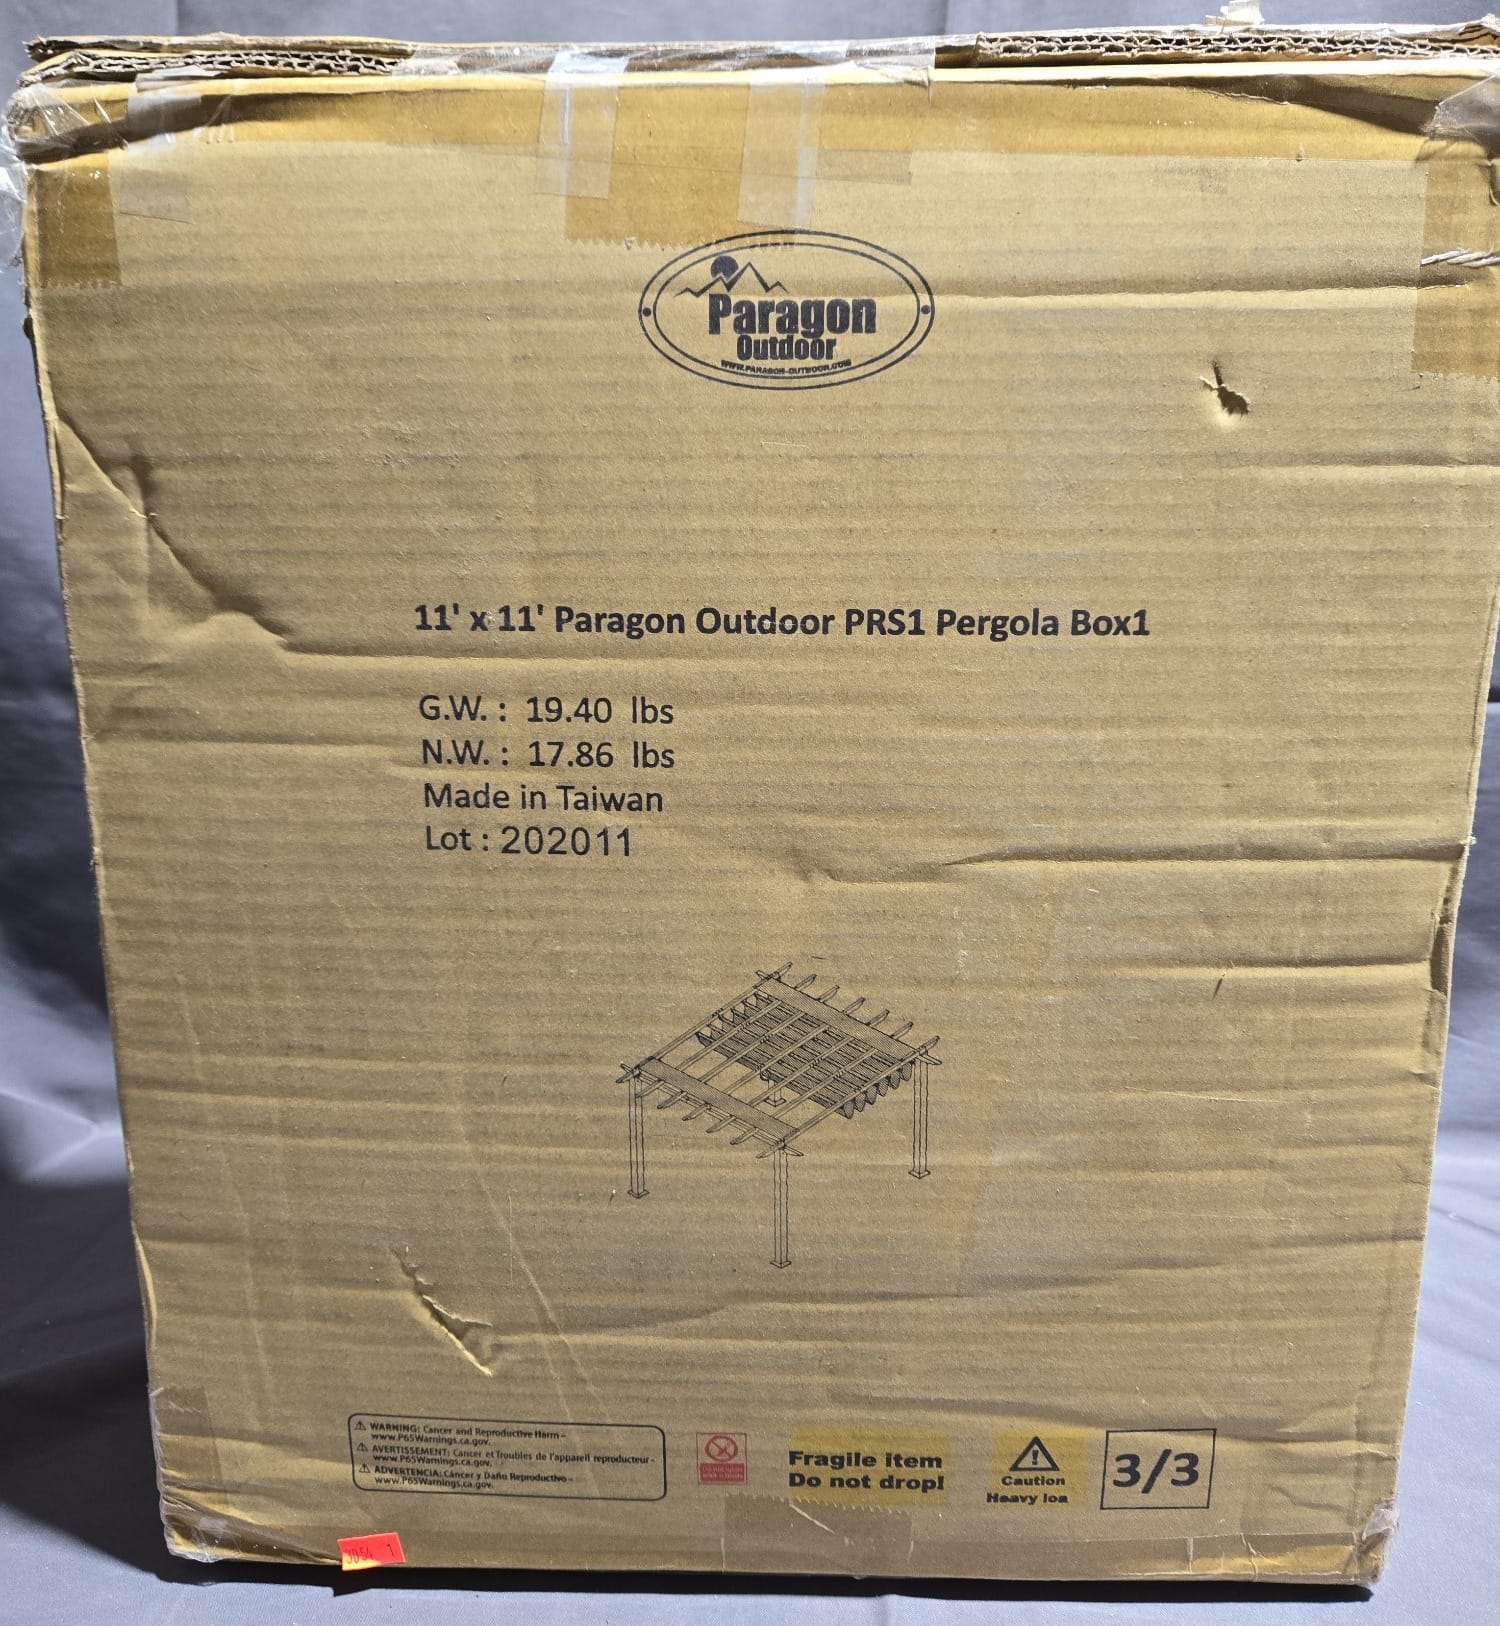 Paragon
Outdoor
WWW.PARAGON-OUTDOOR.COM
11' x 11' Paragon Outdoor PRS1 Pergola Box1
G.W. : 19.40 lbs
N.W. : 17.86 lbs
Made in Taiwan
Lot : 202011
WARNING: Cancer and Reproductive Harm -
www.P65Warnings.ca.gov.
AVERTISSEMENT: Cancer et Troubles de l'appareil reproducteur -
www.P65Warnings.ca.gov.
ADVERTENCIA: Cáncer y Daño Reproductivo -
www.P65Warnings.ca.gov.
Fragile item
Do not drop!
Caution
Heavy loa
3/3
1